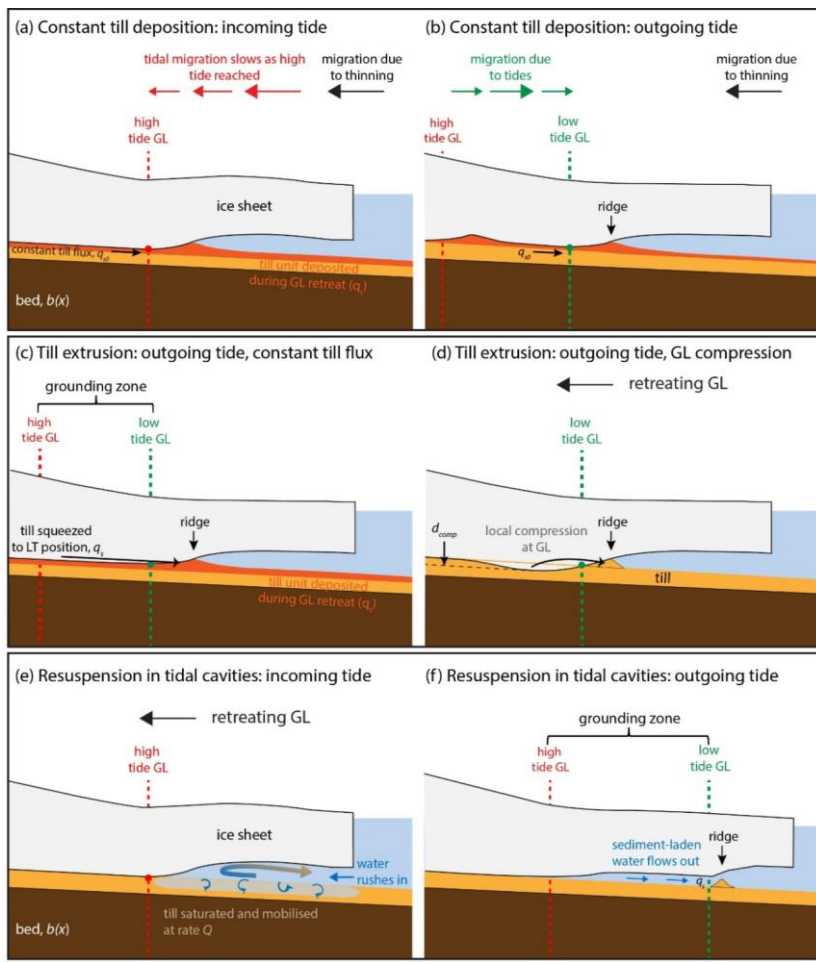 (a) Constant till deposition: incoming tide
tidal migration slows as high
tide reached
migration due
to thinning
high
tide GL
ice sheet
constant till flux, qs0
till unit deposited
during GL retreat (qs)
bed, b(x)
(b) Constant till deposition: outgoing tide
migration due
to tides
migration due
to thinning
high
tide GL
low
tide GL
ridge
qs0
(c) Till extrusion: outgoing tide, constant till flux
grounding zone
high
tide GL
low
tide GL
ridge
till squeezed
to LT position, qs
till unit deposited
during GL retreat (qs)
(d) Till extrusion: outgoing tide, GL compression
retreating GL
low
tide GL
ridge
dcomp
local compression
at GL
till
(e) Resuspension in tidal cavities: incoming tide
retreating GL
high
tide GL
ice sheet
water
rushes in
till saturated and mobilised
at rate Q
bed, b(x)
(f) Resuspension in tidal cavities: outgoing tide
grounding zone
high
tide GL
low
tide GL
ridge
sediment-laden
water flows out
qs